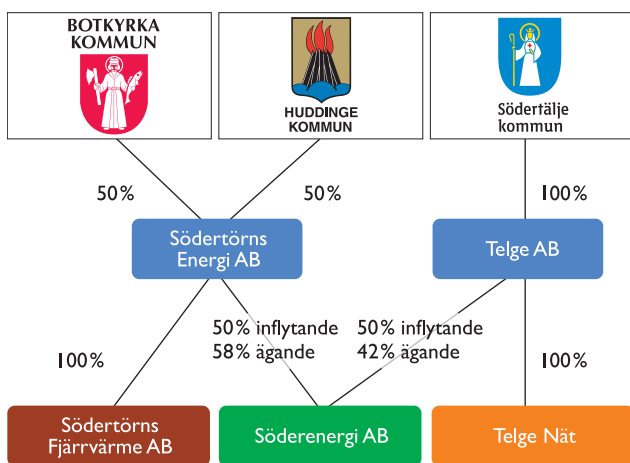 BOTKYRKA
KOMMUN
HUDDINGE
KOMMUN
Södertälje
kommun
50%
50%
100%
Södertörns
Energi AB
Telge AB
50% inflytande
58% ägande
50% inflytande
42% ägande
100%
100%
Södertörns
Fjärrvärme AB
Söderenergi AB
Telge Nät